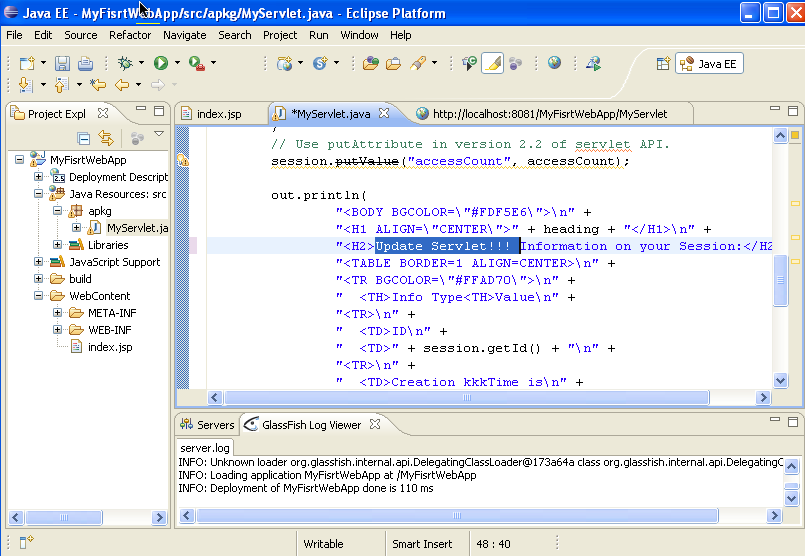 Java EE - MyFisrtWebApp/src/apkg/MyServlet.java - Eclipse Platform
File Edit Source Refactor Navigate Search Project Run Window Help
Java EE
Project Expl
index.jsp
*MyServlet.java
http://localhost:8081/MyFisrtWebApp/MyServlet
MyFisrtWebApp
Deployment Descript
Java Resources: src
apkg
MyServlet.ja
Libraries
JavaScript Support
build
WebContent
META-INF
WEB-INF
index.jsp
// Use putAttribute in version 2.2 of servlet API.
session.putValue("accessCount", accessCount);
out.println(
"<BODY BGCOLOR=\"#FDF5E6\">\n" +
"<H1 ALIGN=\"CENTER\">" + heading + "</H1>\n" +
"<H2>Update Servlet!!! Information on your Session:</H2
"<TABLE BORDER=1 ALIGN=CENTER>\n" +
"<TR BGCOLOR=\"#FFAD70\">\n" +
"  <TH>Info Type<TH>Value\n" +
"<TR>\n" +
"  <TD>ID\n" +
"  <TD>" + session.getId() + "\n" +
"<TR>\n" +
"  <TD>Creation kkkTime is\n" +
Servers
GlassFish Log Viewer
server.log
INFO: Unknown loader org.glassfish.internal.api.DelegatingClassLoader@173a64a class org.glassfish.internal.api.DelegatingC
INFO: Loading application MyFisrtWebApp at /MyFisrtWebApp
INFO: Deployment of MyFisrtWebApp done is 110 ms
Writable
Smart Insert
48 : 40